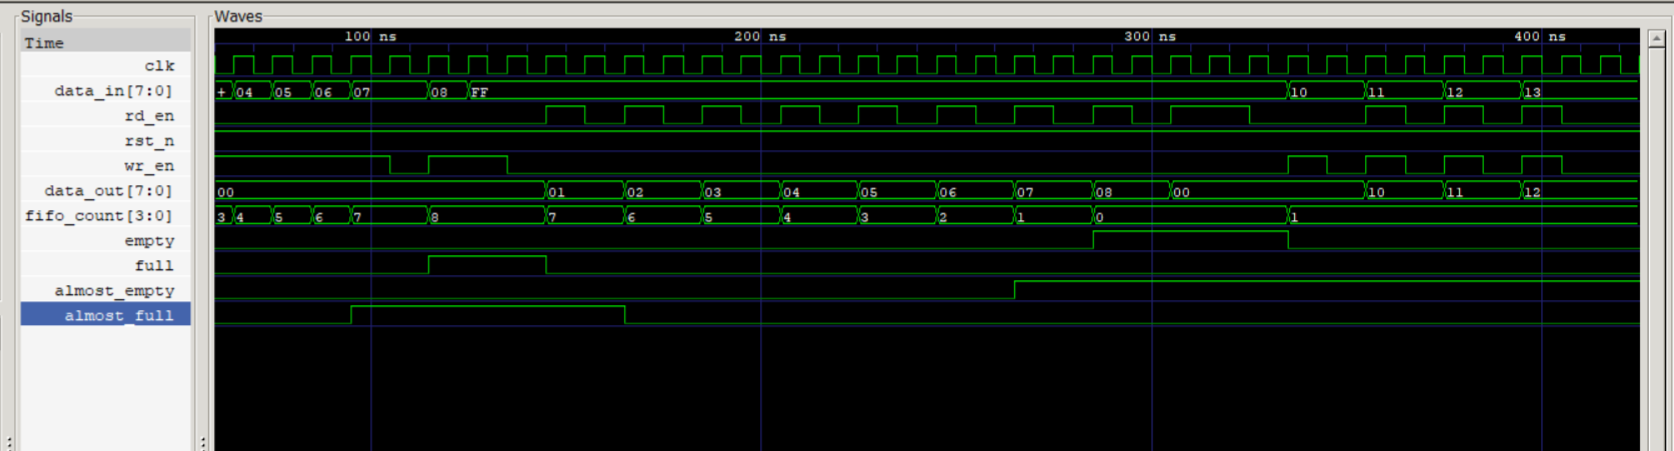 Signals Waves
Time 100 ns 200 ns 300 ns 400 ns
clk
data_in[7:0] + 04 05 06 07 08 FF 10 11 12 13
rd_en
rst_n
wr_en
data_out[7:0] 00 01 02 03 04 05 06 07 08 00 10 11 12
fifo_count[3:0] 3 4 5 6 7 8 7 6 5 4 3 2 1 0 1
empty
full
almost_empty
almost_full